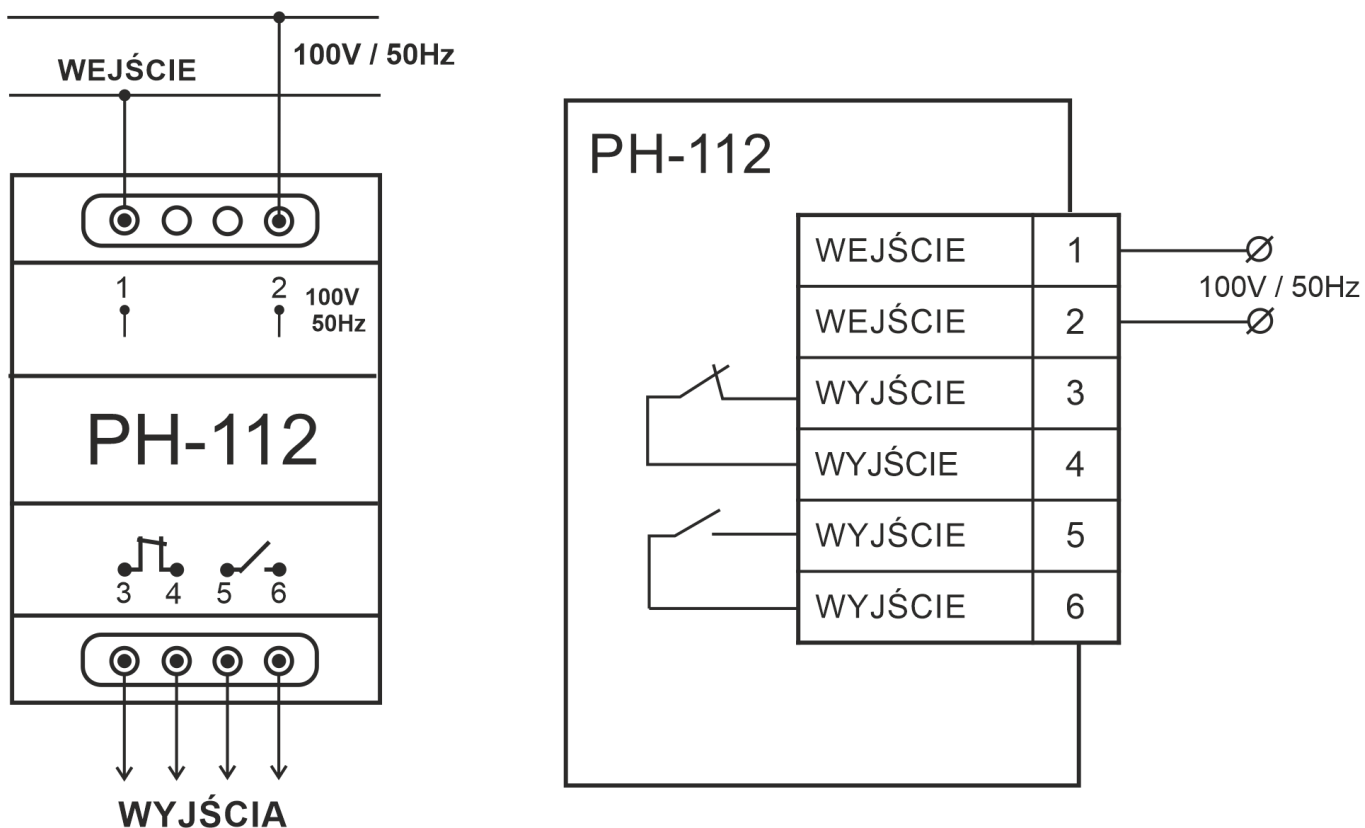 WEJŚCIE
100V / 50Hz
1
2
100V
50Hz
PH-112
3 4 5 6
WYJŚCIA
PH-112
WEJŚCIE 1
WEJŚCIE 2
WYJŚCIE 3
WYJŚCIE 4
WYJŚCIE 5
WYJŚCIE 6
100V / 50Hz